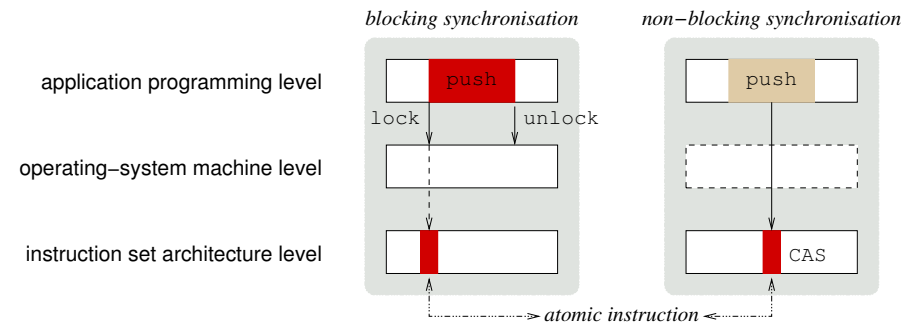 blocking synchronisation
non−blocking synchronisation
application programming level
push
push
lock
unlock
operating−system machine level
instruction set architecture level
CAS
atomic instruction